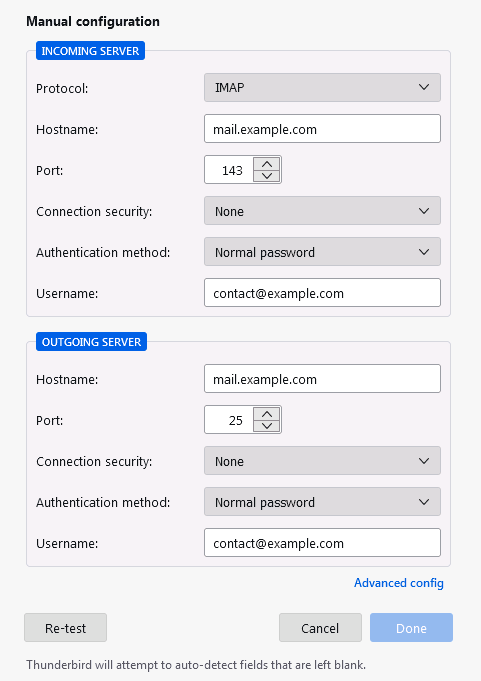 Manual configuration
INCOMING SERVER
Protocol: IMAP
Hostname: mail.example.com
Port: 143
Connection security: None
Authentication method: Normal password
Username: contact@example.com
OUTGOING SERVER
Hostname: mail.example.com
Port: 25
Connection security: None
Authentication method: Normal password
Username: contact@example.com
Advanced config
Re-test Cancel Done
Thunderbird will attempt to auto-detect fields that are left blank.